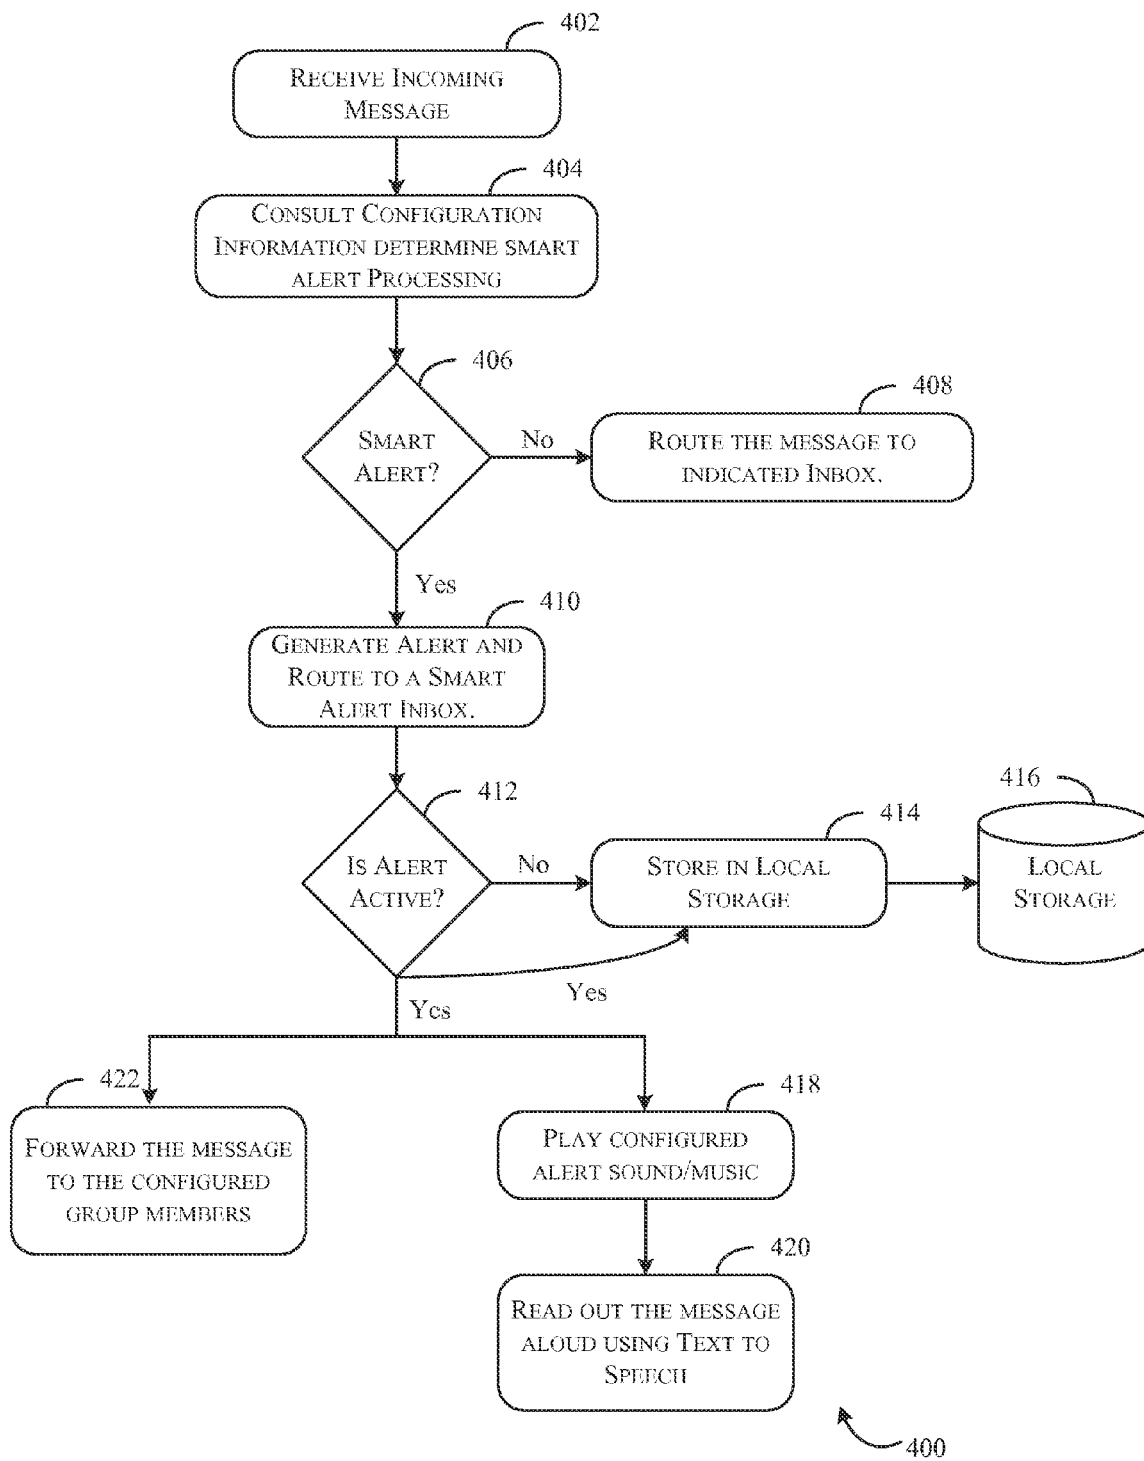 402
RECEIVE INCOMING
MESSAGE
404
CONSULT CONFIGURATION
INFORMATION DETERMINE SMART
ALERT PROCESSING
406
SMART
ALERT?
No
408
ROUTE THE MESSAGE TO
INDICATED INBOX.
Yes
410
GENERATE ALERT AND
ROUTE TO A SMART
ALERT INBOX.
412
IS ALERT
ACTIVE?
No
414
STORE IN LOCAL
STORAGE
416
LOCAL
STORAGE
Yes
Yes
422
FORWARD THE MESSAGE
TO THE CONFIGURED
GROUP MEMBERS
418
PLAY CONFIGURED
ALERT SOUND/MUSIC
420
READ OUT THE MESSAGE
ALOUD USING TEXT TO
SPEECH
400